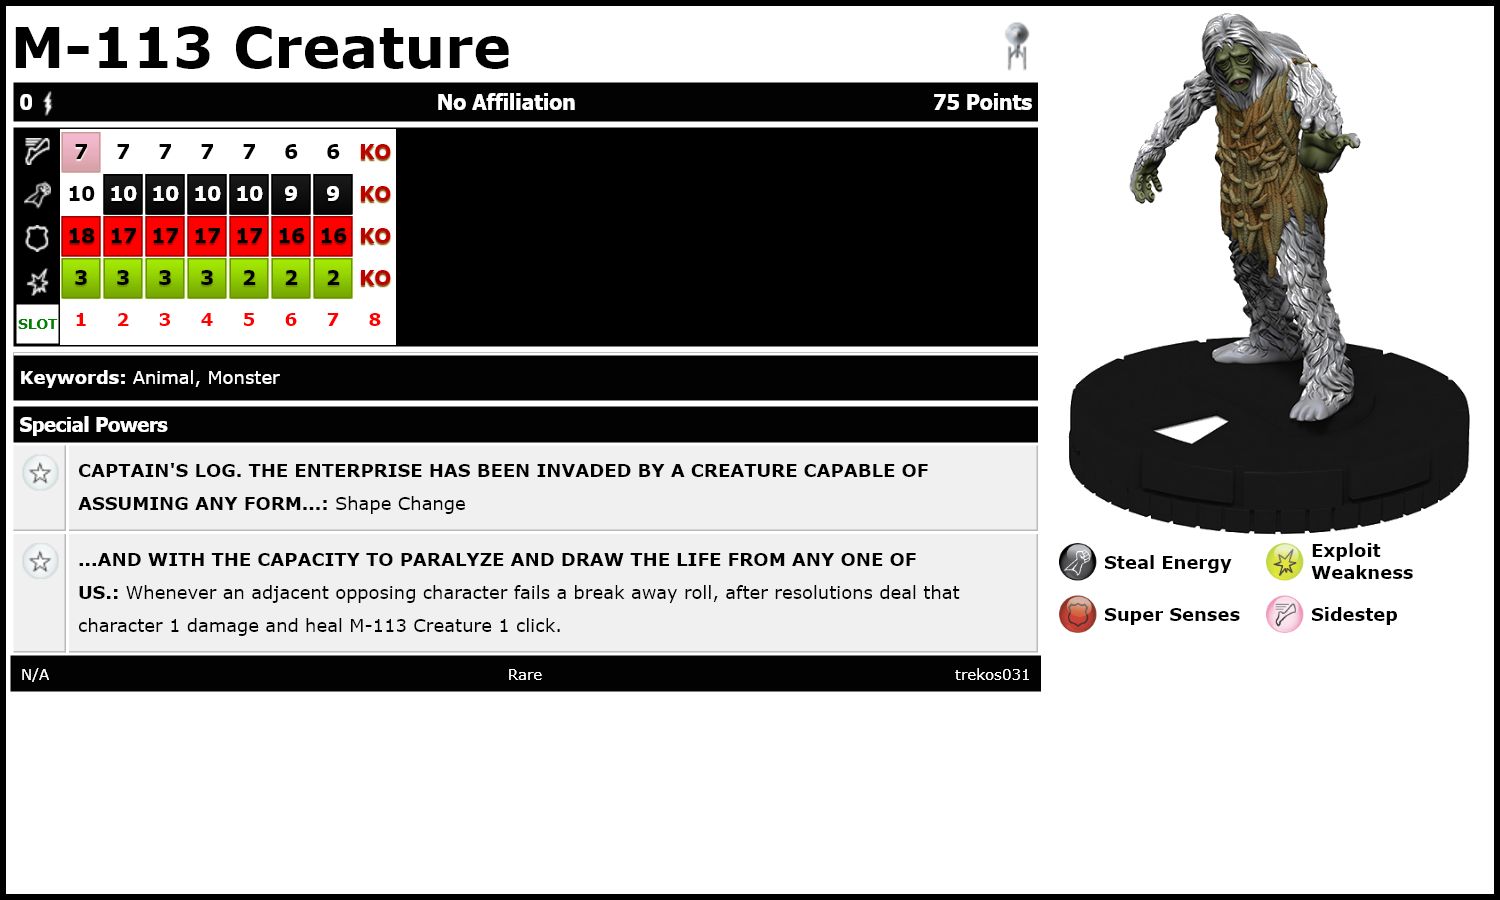 M-113 Creature
0 No Affiliation 75 Points
7 7 7 7 7 6 6 KO
10 10 10 10 10 9 9 KO
18 17 17 17 17 16 16 KO
3 3 3 3 2 2 2 KO
SLOT 1 2 3 4 5 6 7 8
Keywords: Animal, Monster
Special Powers
CAPTAIN'S LOG. THE ENTERPRISE HAS BEEN INVADED BY A CREATURE CAPABLE OF
ASSUMING ANY FORM...: Shape Change
...AND WITH THE CAPACITY TO PARALYZE AND DRAW THE LIFE FROM ANY ONE OF
US.: Whenever an adjacent opposing character fails a break away roll, after resolutions deal that
character 1 damage and heal M-113 Creature 1 click.
N/A Rare trekos031
Steal Energy
Exploit
Weakness
Super Senses
Sidestep